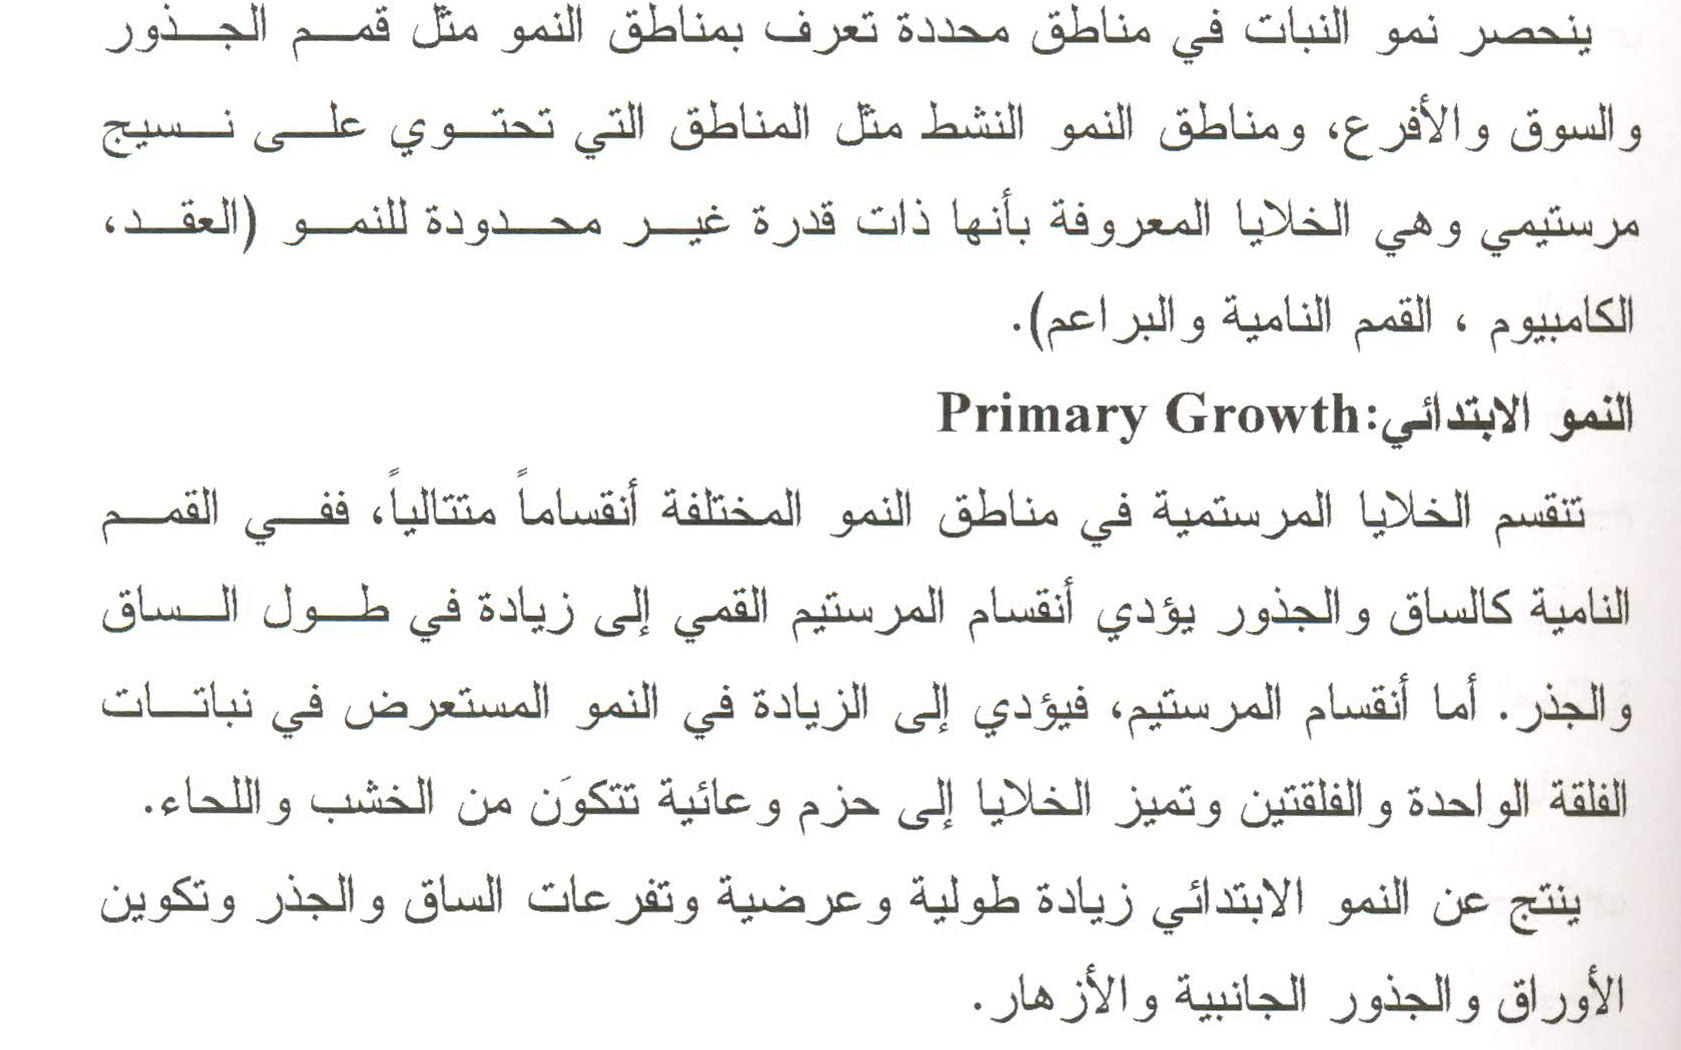 ينحصر نمو النبات في مناطق محددة تعرف بمناطق النمو مثل قمم الجذور
والسوق والأفرع، ومناطق النمو النشط مثل المناطق التي تحتوي على نسيج
مرستيمي وهي الخلايا المعروفة بأنها ذات قدرة غير محدودة للنمو (العقد،
الكامبيوم ، القمم النامية والبراعم).
النمو الابتدائي:Primary Growth
تنقسم الخلايا المرستمية في مناطق النمو المختلفة أنقساماً متتالياً، ففي القمم
النامية كالساق والجذور يؤدي أنقسام المرستيم القمي إلى زيادة في طول الساق
والجذر. أما أنقسام المرستيم، فيؤدي إلى الزيادة في النمو المستعرض في نباتات
الفلقة الواحدة والفلقتين وتميز الخلايا إلى حزم وعائية تتكوَن من الخشب واللحاء.
ينتج عن النمو الابتدائي زيادة طولية وعرضية وتفرعات الساق والجذر وتكوين
الأوراق والجذور الجانبية والأزهار.